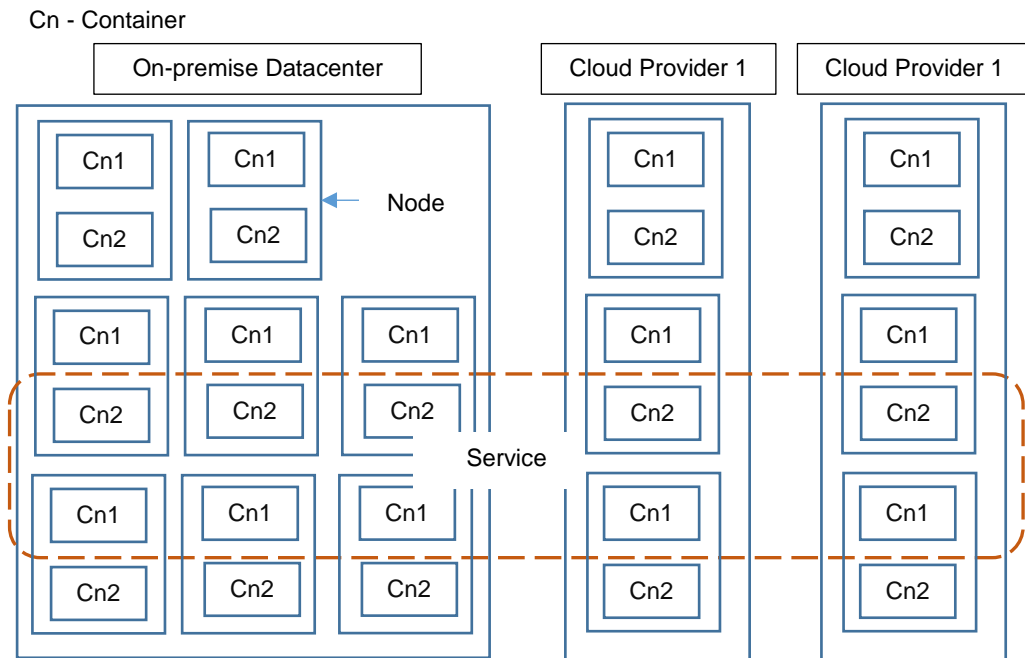 Cn - Container
On-premise Datacenter
Cloud Provider 1
Cloud Provider 1
Cn1
Cn1
Cn1
Cn1
Node
Cn2
Cn2
Cn2
Cn2
Cn1
Cn1
Cn1
Cn1
Cn1
Cn2
Cn2
Cn2
Cn2
Cn2
Service
Cn1
Cn1
Cn1
Cn1
Cn1
Cn2
Cn2
Cn2
Cn2
Cn2